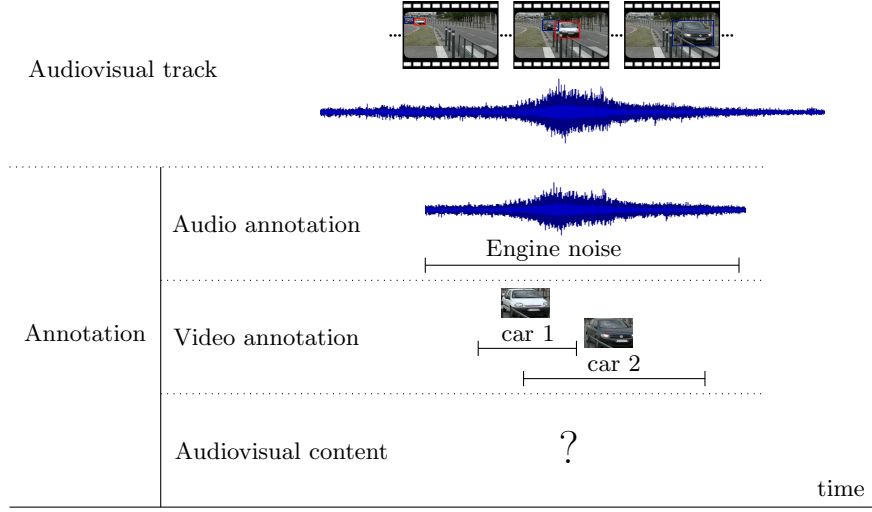 Audiovisual track
Audio annotation
Engine noise
Annotation
Video annotation
car 1
car 2
Audiovisual content
?
time